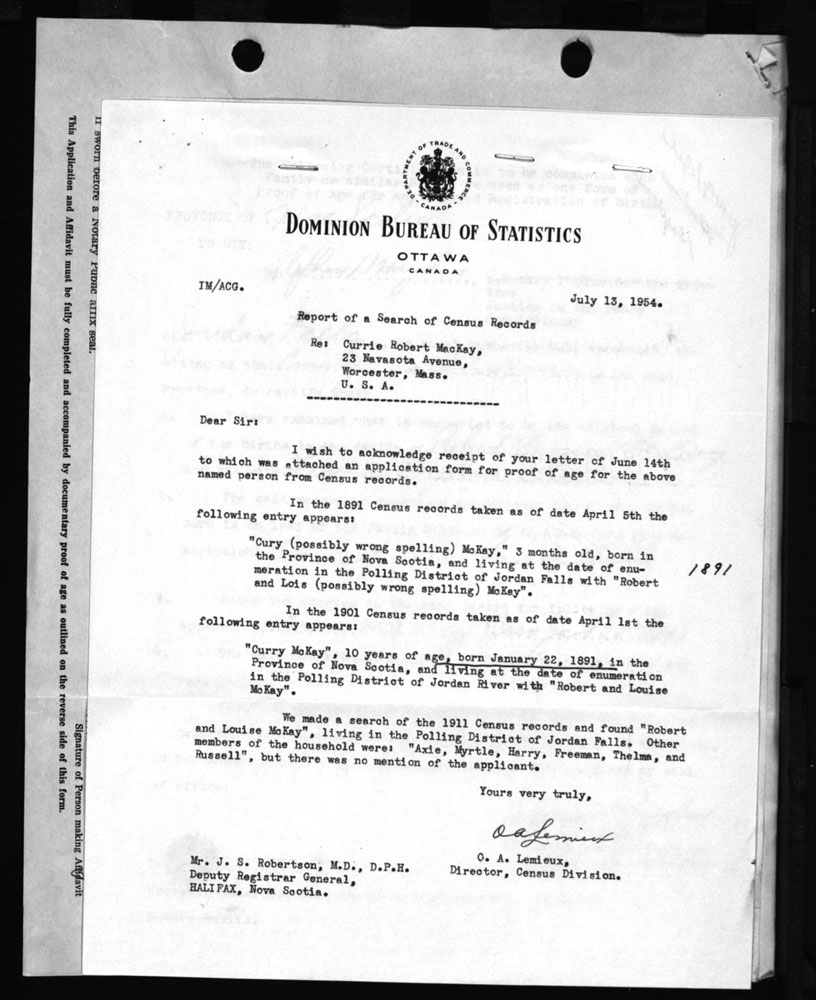 DEPARTMENT OF TRADE AND COMMERCE
CANADA
DOMINION BUREAU OF STATISTICS
OTTAWA
CANADA
IM/ACG.
July 13, 1954.
Report of a Search of Census Records
Re: Currie Robert MacKay,
23 Navasota Avenue,
Worcester, Mass.
U. S. A.
Dear Sir:
I wish to acknowledge receipt of your letter of June 14th
to which was attached an application form for proof of age for the above
named person from Census records.
In the 1891 Census records taken as of date April 5th the
following entry appears:
"Cury (possibly wrong spelling) McKay," 3 months old, born in
the Province of Nova Scotia, and living at the date of enu-
meration in the Polling District of Jordan Falls with "Robert
and Lois (possibly wrong spelling) McKay".
1891
In the 1901 Census records taken as of date April 1st the
following entry appears:
"Curry McKay", 10 years of age, born January 22, 1891, in the
Province of Nova Scotia, and living at the date of enumeration
in the Polling District of Jordan River with "Robert and Louise
McKay".
We made a search of the 1911 Census records and found "Robert
and Louise McKay", living in the Polling District of Jordan Falls. Other
members of the household were: "Axie, Myrtle, Harry, Freeman, Thelma, and
Russell", but there was no mention of the applicant.
Yours very truly,
O A Lemieux
O. A. Lemieux,
Director, Census Division.
Mr. J. S. Robertson, M.D., D.P.H.
Deputy Registrar General,
HALIFAX, Nova Scotia.
If sworn before a Notary Public affix seal.
Signature of Person making Affidavit
This Application and Affidavit must be fully completed and accompanied by documentary proof of age as outlined on the reverse side of this form.